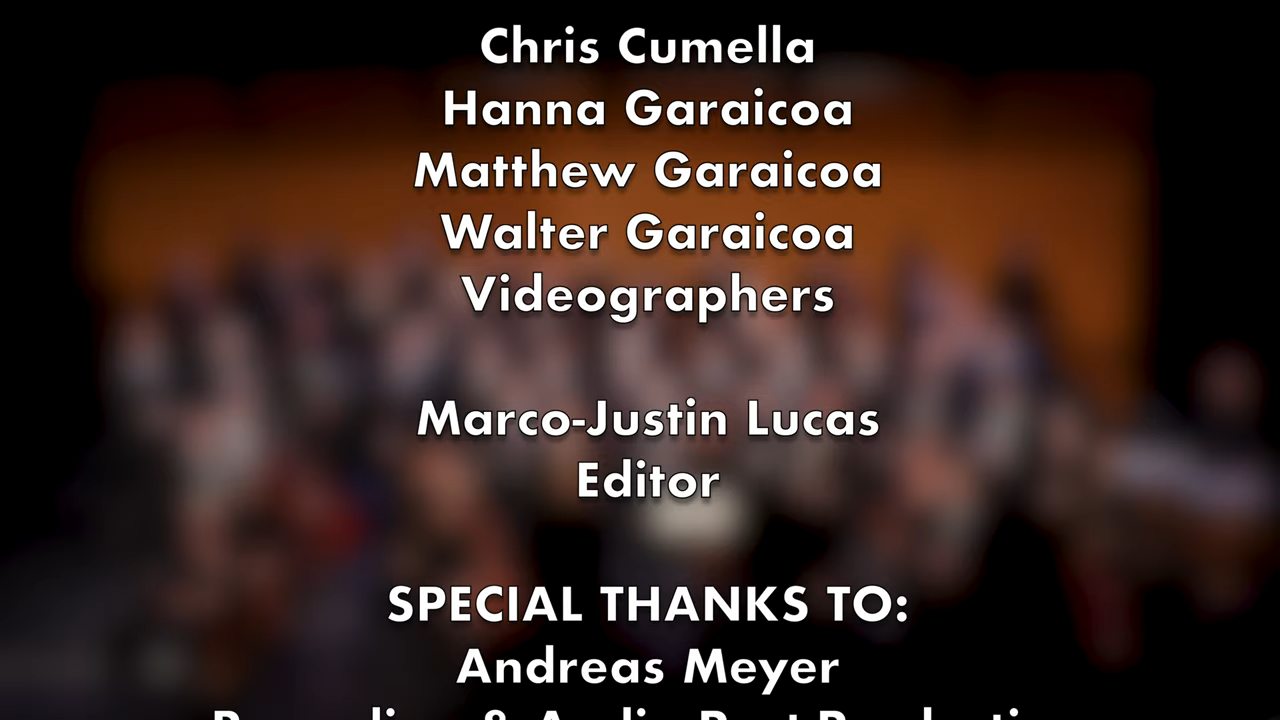 Chris Cumella
Hanna Garaicoa
Matthew Garaicoa
Walter Garaicoa
Videographers
Marco-Justin Lucas
Editor
SPECIAL THANKS TO:
Andreas Meyer